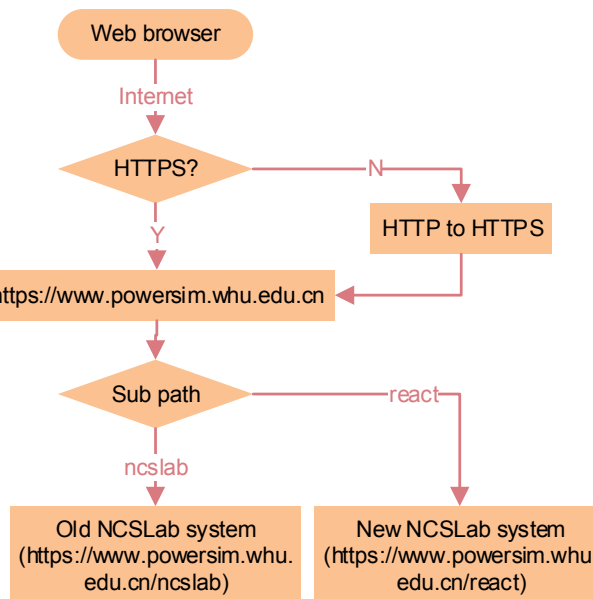 Web browser
Internet
HTTPS?
N
HTTP to HTTPS
Y
https://www.powersim.whu.edu.cn
Sub path
react
ncslab
Old NCSLab system
(https://www.powersim.whu.
edu.cn/ncslab)
New NCSLab system
(https://www.powersim.whu
edu.cn/react)